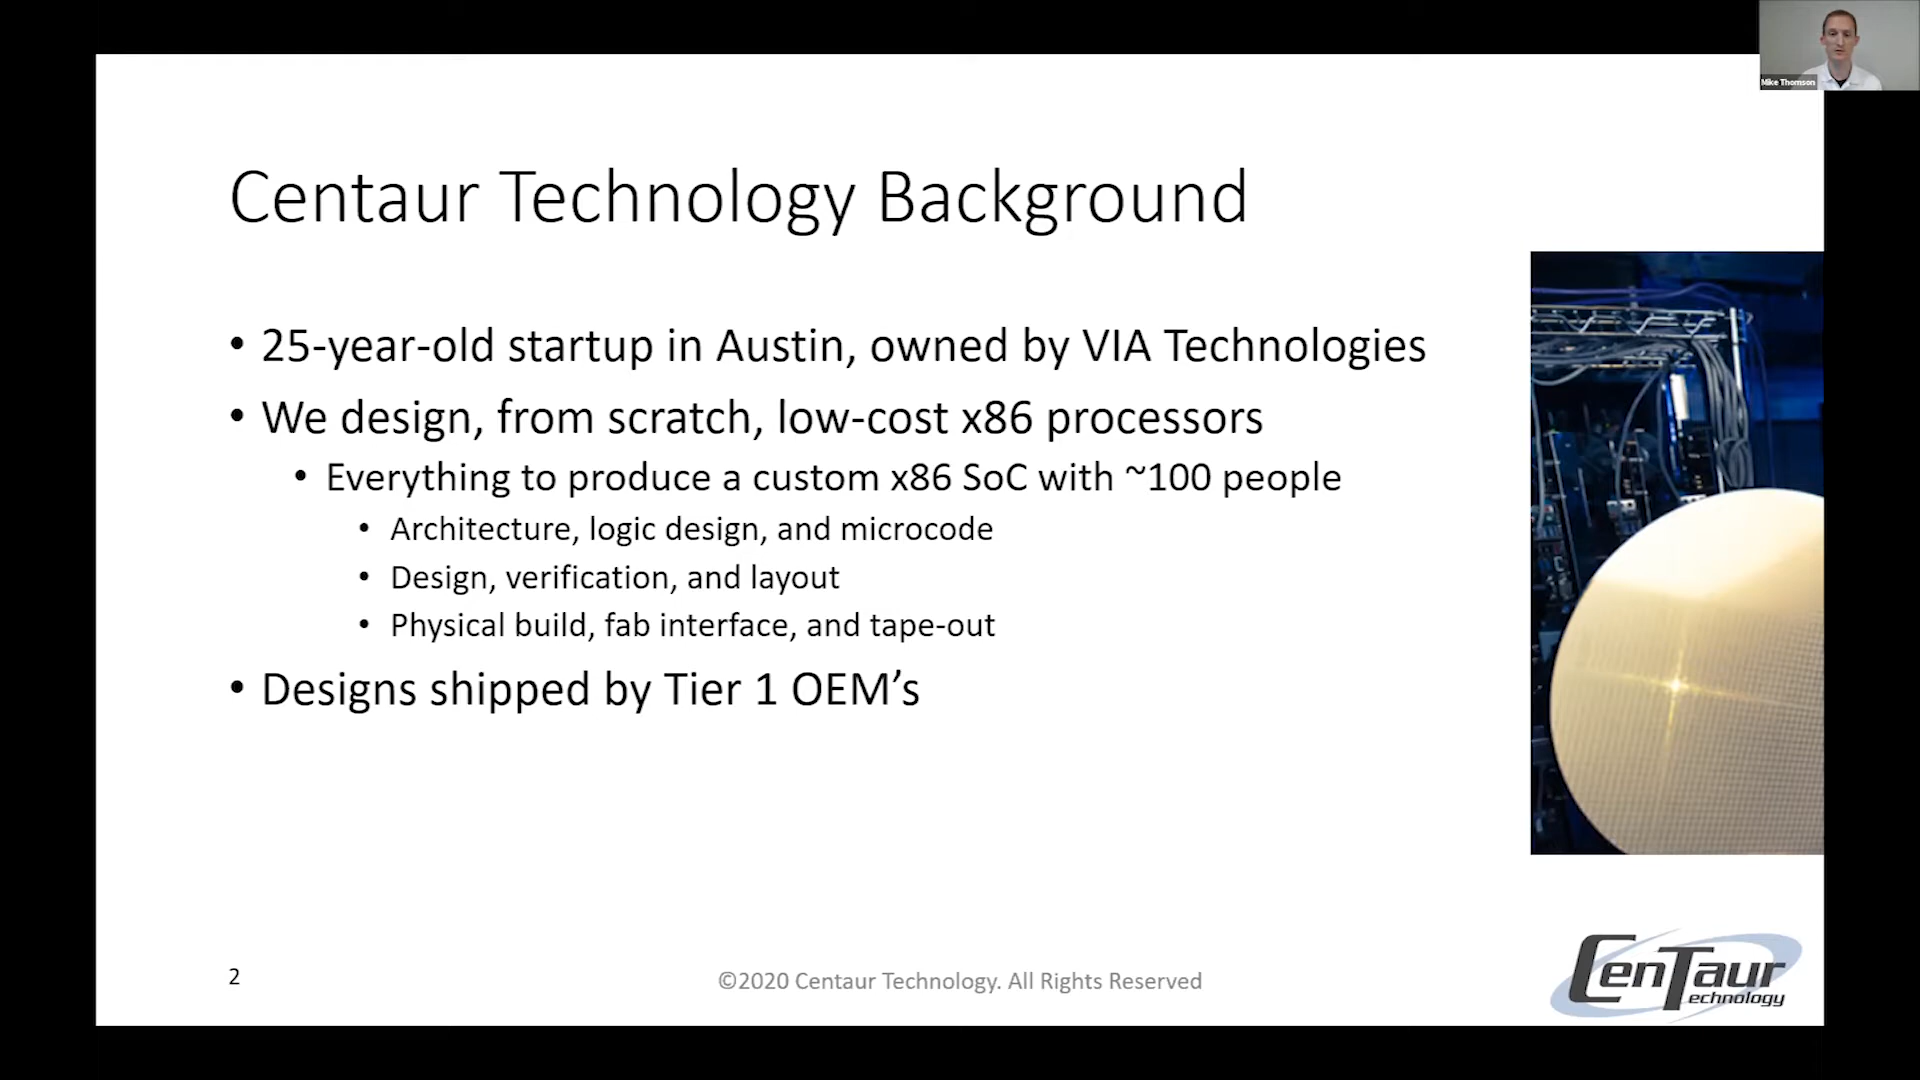 Mike Thomson
Centaur Technology Background
• 25-year-old startup in Austin, owned by VIA Technologies
• We design, from scratch, low-cost x86 processors
• Everything to produce a custom x86 SoC with ~100 people
• Architecture, logic design, and microcode
• Design, verification, and layout
• Physical build, fab interface, and tape-out
• Designs shipped by Tier 1 OEM’s
2
©2020 Centaur Technology. All Rights Reserved
CenTaur
Technology